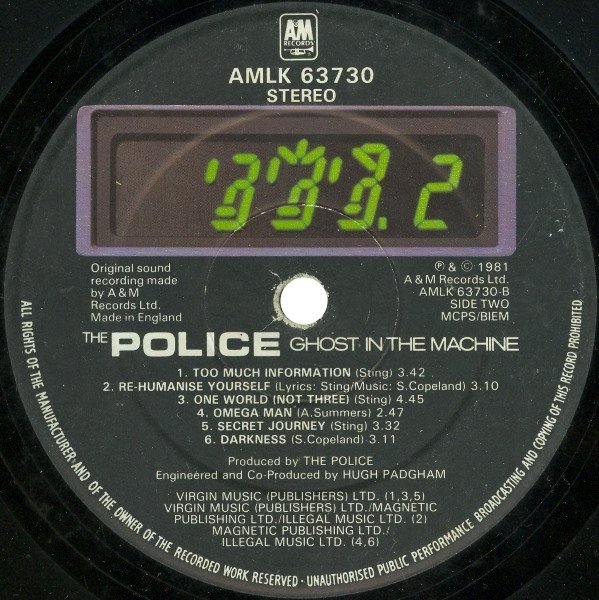 A&M
RECORDS
AMLK 63730
STEREO
.2
Original sound
recording made
by A & M
Records Ltd.
Made in England
℗ & © 1981
A & M Records Ltd.
AMLK 63730-B
SIDE TWO
MCPS/BIEM
THE POLICE GHOST IN THE MACHINE
1. TOO MUCH INFORMATION (Sting) 3.42
2. RE-HUMANISE YOURSELF (Lyrics: Sting/Music: S.Copeland) 3.10
3. ONE WORLD (NOT THREE) (Sting) 4.45
4. OMEGA MAN (A.Summers) 2.47
5. SECRET JOURNEY (Sting) 3.32
6. DARKNESS (S.Copeland) 3.11
Produced by THE POLICE
Engineered and Co-Produced by HUGH PADGHAM
VIRGIN MUSIC (PUBLISHERS) LTD. (1,3,5)
VIRGIN MUSIC (PUBLISHERS) LTD./MAGNETIC
PUBLISHING LTD./ILLEGAL MUSIC LTD. (2)
MAGNETIC PUBLISHING LTD./
ILLEGAL MUSIC LTD. (4,6)
ALL RIGHTS OF THE MANUFACTURER AND OF THE OWNER OF THE RECORDED WORK RESERVED · UNAUTHORISED PUBLIC PERFORMANCE BROADCASTING AND COPYING OF THIS RECORD PROHIBITED